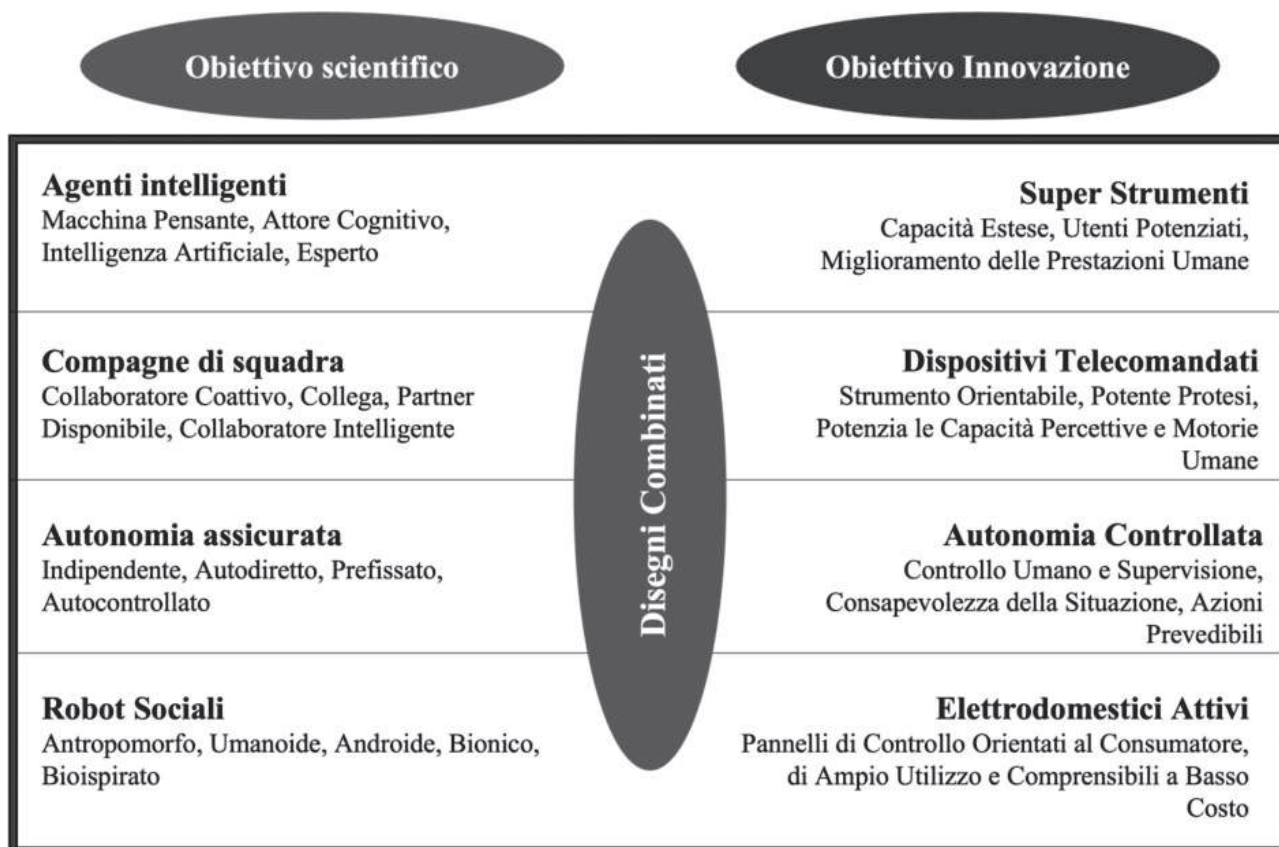 Obiettivo scientifico
Obiettivo Innovazione
Agenti intelligenti
Macchina Pensante, Attore Cognitivo,
Intelligenza Artificiale, Esperto
Super Strumenti
Capacità Estese, Utenti Potenziati,
Miglioramento delle Prestazioni Umane
Compagne di squadra
Collaboratore Coattivo, Collega, Partner
Disponibile, Collaboratore Intelligente
Dispositivi Telecomandati
Strumento Orientabile, Potente Protesi,
Potenzia le Capacità Percettive e Motorie
Umane
Autonomia assicurata
Indipendente, Autodiretto, Prefissato,
Autocontrollato
Autonomia Controllata
Controllo Umano e Supervisione,
Consapevolezza della Situazione, Azioni
Prevedibili
Robot Sociali
Antropomorfo, Umanoide, Androide, Bionico,
Bioispirato
Elettrodomestici Attivi
Pannelli di Controllo Orientati al Consumatore,
di Ampio Utilizzo e Comprensibili a Basso
Costo
Disegni Combinati